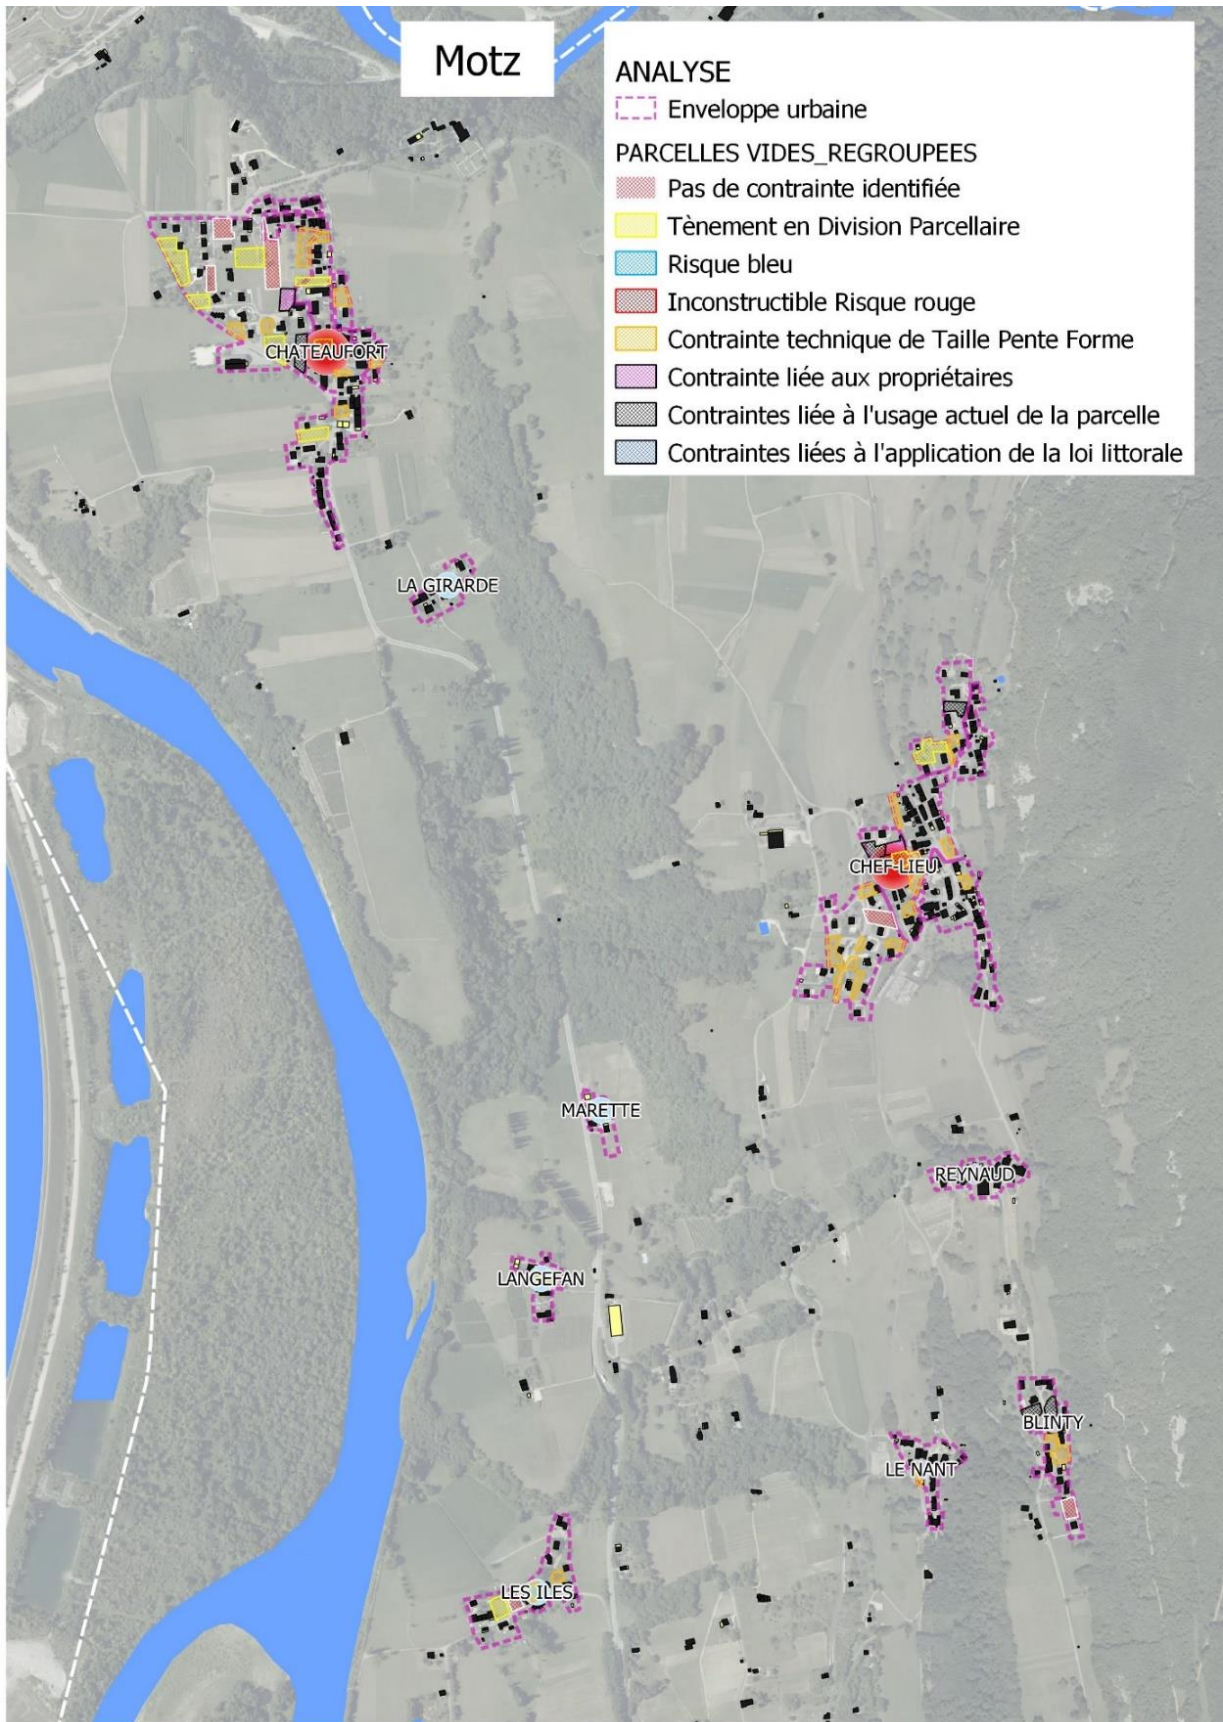 Motz
ANALYSE
Enveloppe urbaine
PARCELLES VIDES_REGROUPEES
Pas de contrainte identifiée
Tènement en Division Parcellaire
Risque bleu
Inconstructible Risque rouge
Contrainte technique de Taille Pente Forme
Contrainte liée aux propriétaires
Contraintes liée à l'usage actuel de la parcelle
Contraintes liées à l'application de la loi littorale
CHATEAUFORT
LA GIRARDE
CHEF-LIEU
MARETTE
REYNAUD
LANGEFAN
BLINTY
LE NANT
LES ILES